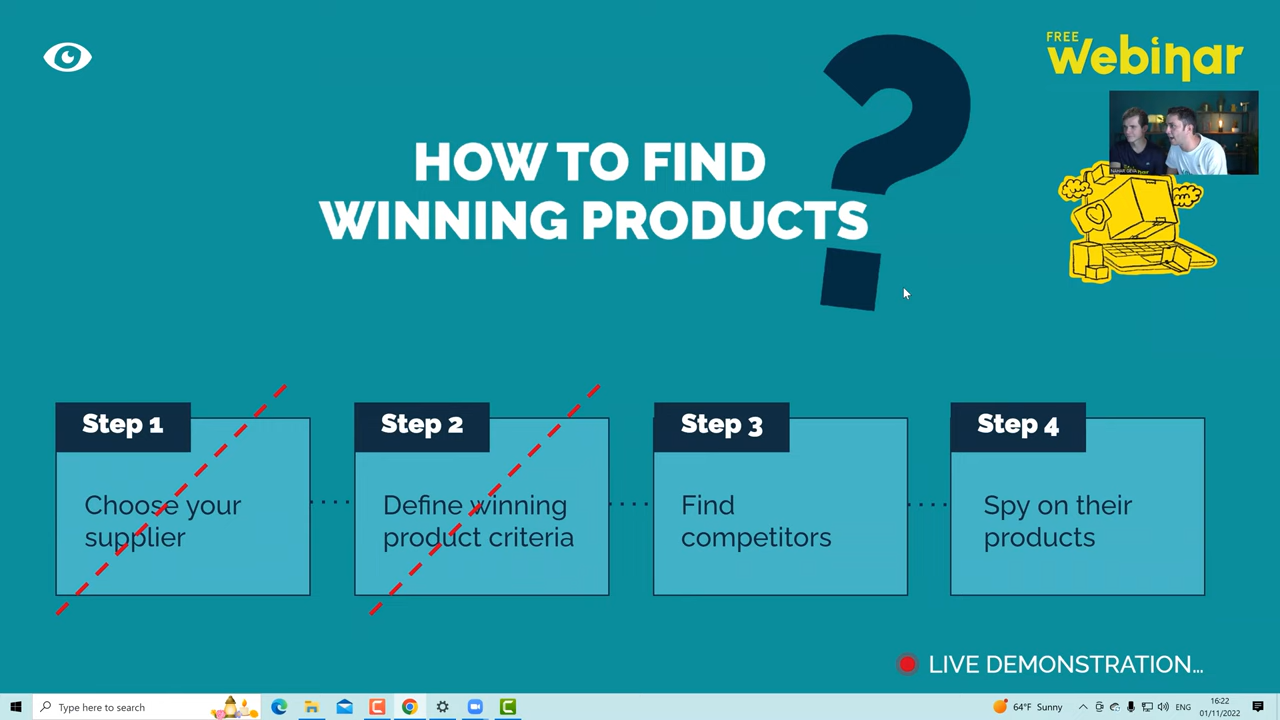 FREE
Webinar
HOW TO FIND
WINNING PRODUCTS
?
Step 1
Choose your
supplier
Step 2
Define winning
product criteria
Step 3
Find
competitors
Step 4
Spy on their
products
LIVE DEMONSTRATION...
Type here to search
64°F Sunny
ENG
16:22
01/11/2022